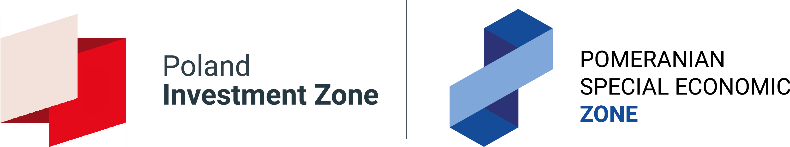 Poland
Investment Zone
POMERANIAN
SPECIAL ECONOMIC
ZONE